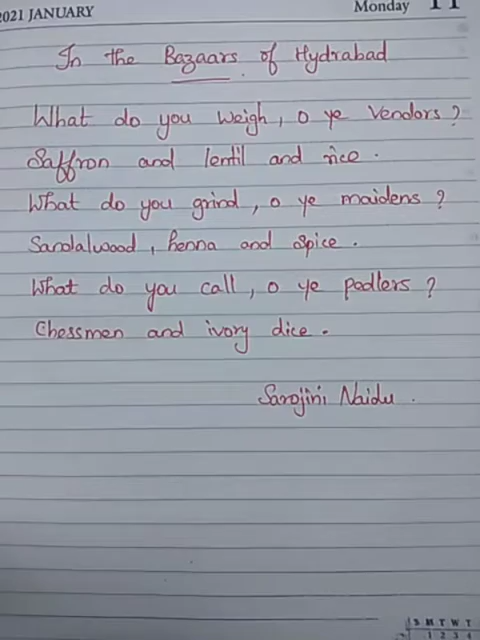 2021 JANUARY Monday 11
In the Bazaars of Hydrabad
What do you weigh, o ye vendors?
Saffron and lentil and rice.
What do you grind, o ye maidens?
Sandalwood, henna and spice.
What do you call, o ye pedlers?
Chessmen and ivory dice.
Sarojini Naidu.
S M T W T
1 2 3 4